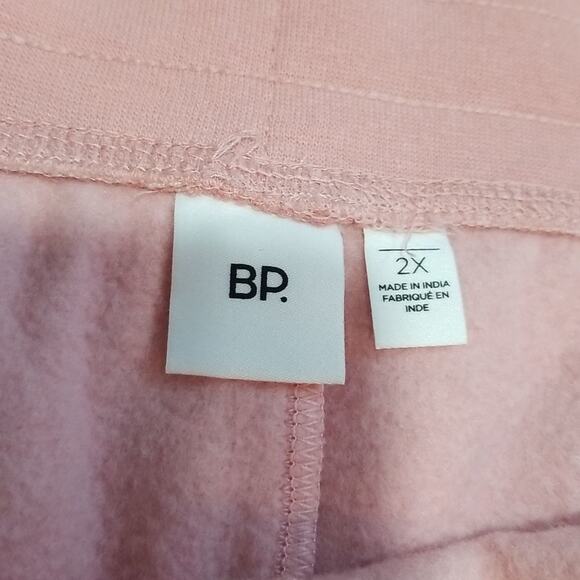 BP.
2X
MADE IN INDIA
FABRIQUÉ EN
INDE